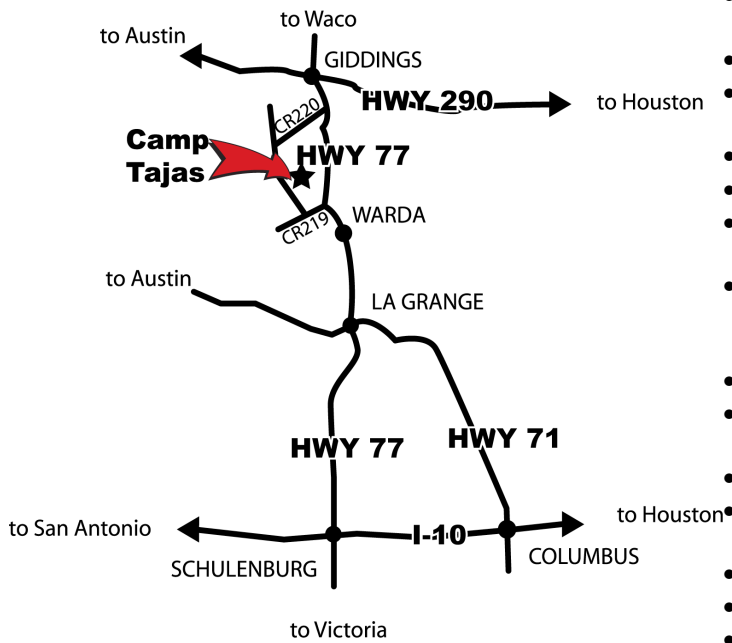 to Waco
to Austin
GIDDINGS
HWY 290
to Houston
CR220
Camp
Tajas
HWY 77
CR219
WARDA
to Austin
LA GRANGE
HWY 77
HWY 71
to San Antonio
I-10
to Houston
SCHULENBURG
COLUMBUS
to Victoria